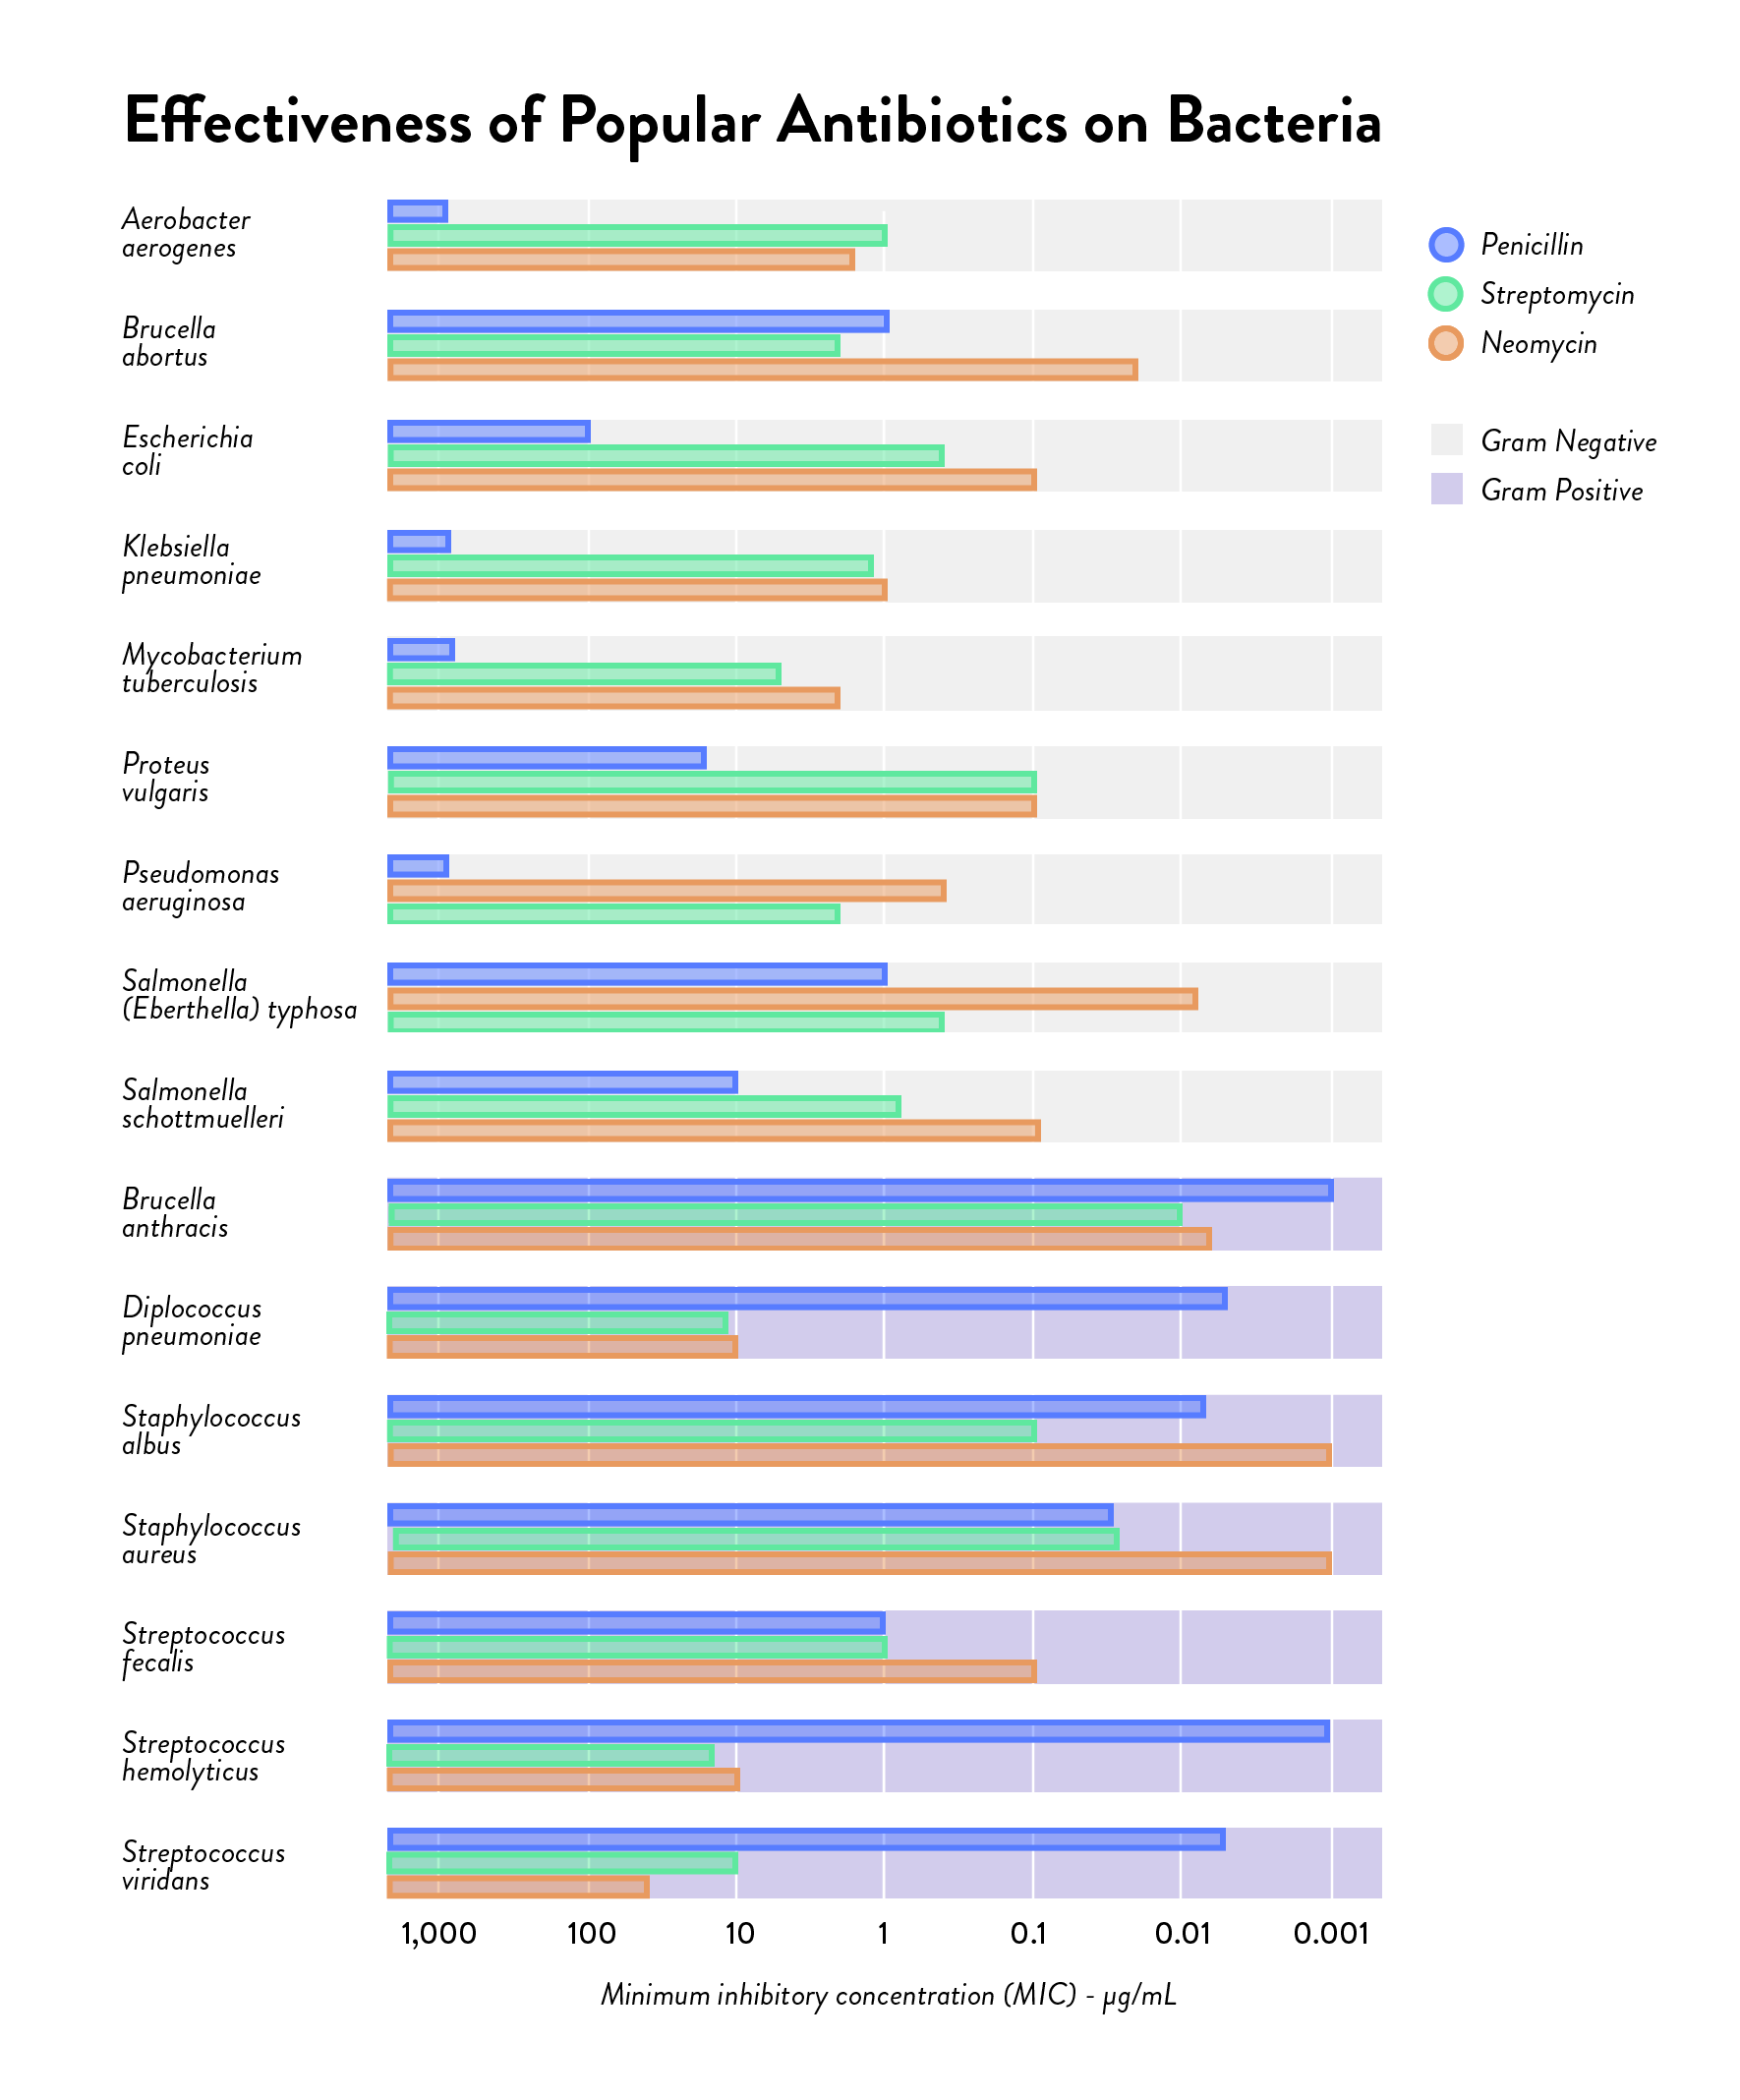 Effectiveness of Popular Antibiotics on Bacteria
Aerobacter
aerogenes
Brucella
abortus
Escherichia
coli
Klebsiella
pneumoniae
Mycobacterium
tuberculosis
Proteus
vulgaris
Pseudomonas
aeruginosa
Salmonella
(Eberthella) typhosa
Salmonella
schottmuelleri
Brucella
anthracis
Diplococcus
pneumoniae
Staphylococcus
albus
Staphylococcus
aureus
Streptococcus
fecalis
Streptococcus
hemolyticus
Streptococcus
viridans
Penicillin
Streptomycin
Neomycin
Gram Negative
Gram Positive
1,000 100 10 1 0.1 0.01 0.001
Minimum inhibitory concentration (MIC) - µg/mL